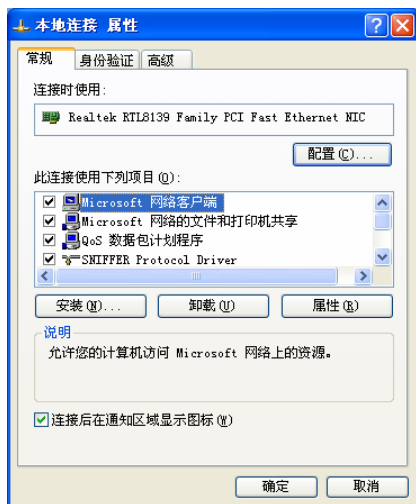 本地连接 属性
常规 身份验证 高级
连接时使用:
Realtek RTL8139 Family PCI Fast Ethernet NIC
配置(C)...
此连接使用下列项目(O):
Microsoft 网络客户端
Microsoft 网络的文件和打印机共享
QoS 数据包计划程序
SNIFFER Protocol Driver
安装(N)... 卸载(U) 属性(R)
说明
允许您的计算机访问 Microsoft 网络上的资源。
连接后在通知区域显示图标(W)
确定 取消